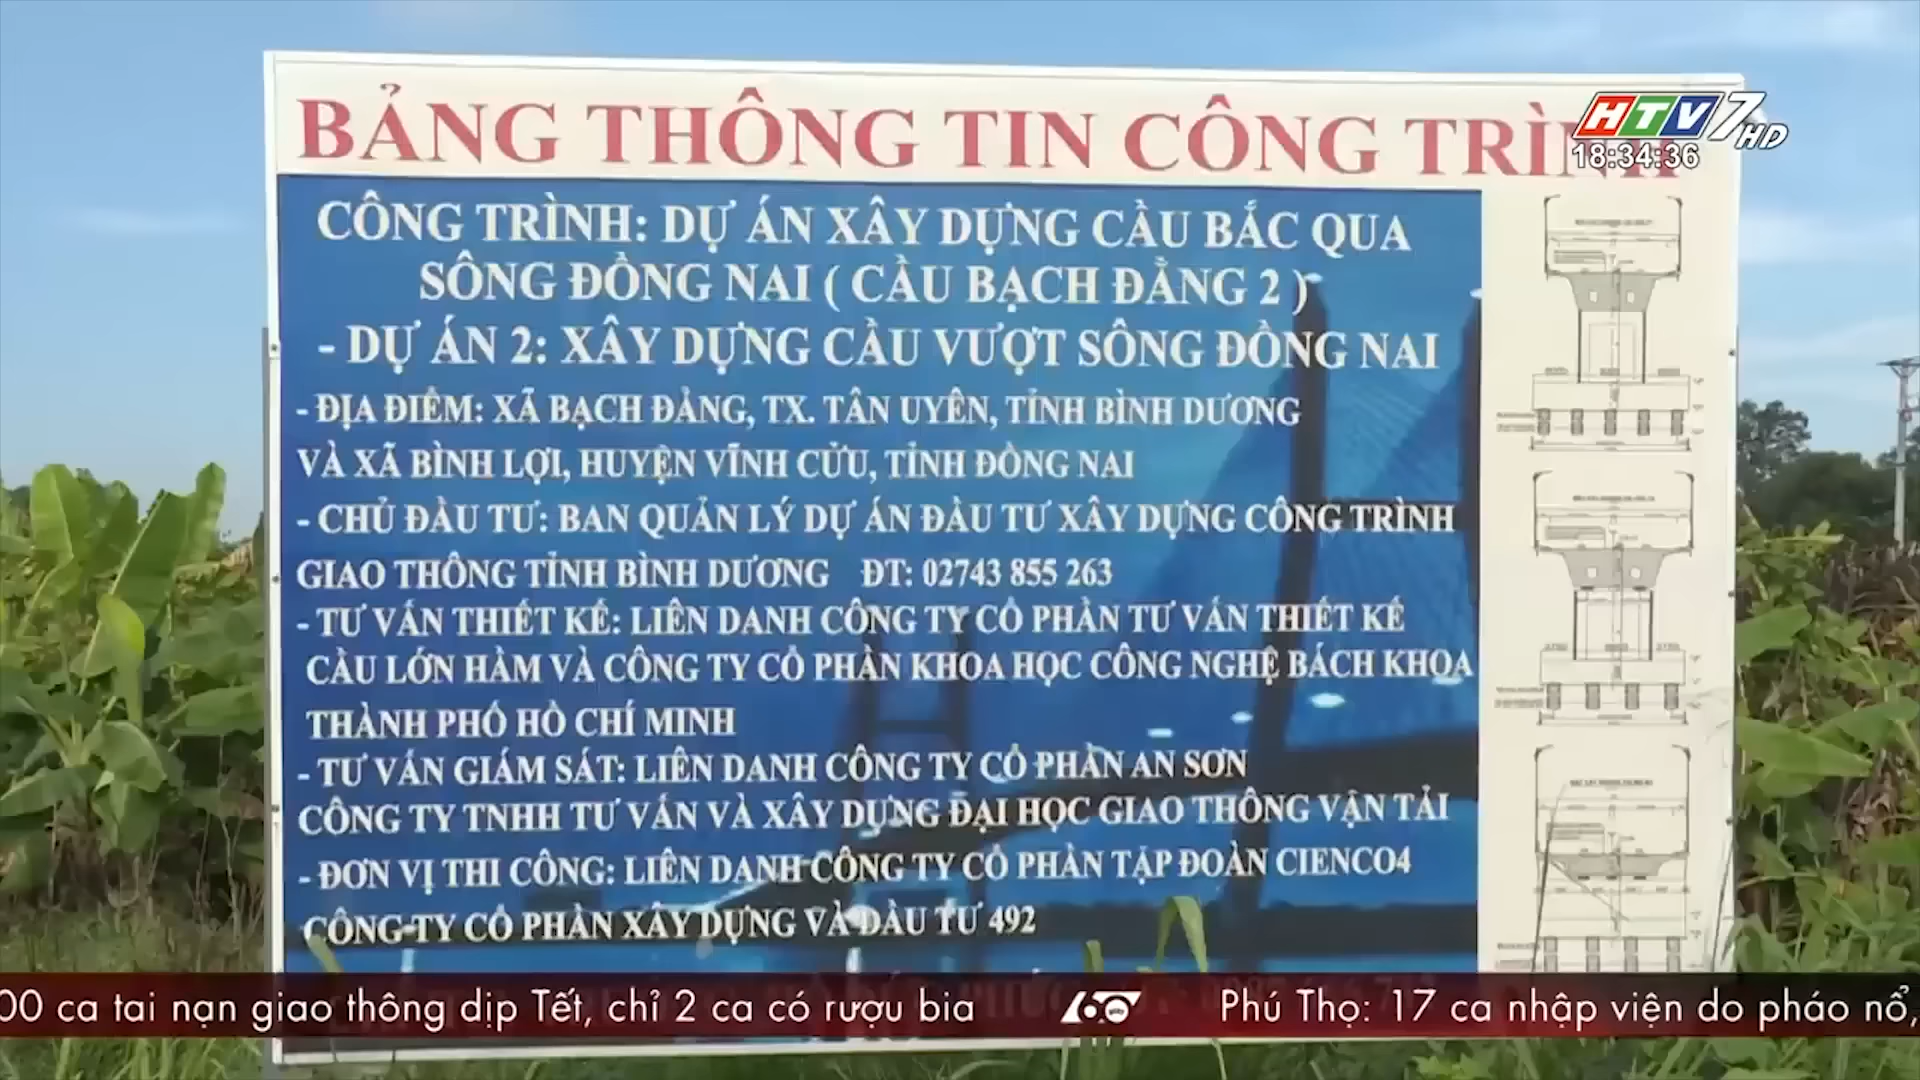 BẢNG THÔNG TIN CÔNG TRÌNH
HTV7 HD
18:34:36
CÔNG TRÌNH: DỰ ÁN XÂY DỰNG CẦU BẮC QUA
SÔNG ĐỒNG NAI ( CẦU BẠCH ĐẰNG 2 )
- DỰ ÁN 2: XÂY DỰNG CẦU VƯỢT SÔNG ĐỒNG NAI
- ĐỊA ĐIỂM: XÃ BẠCH ĐẰNG, TX. TÂN UYÊN, TỈNH BÌNH DƯƠNG
VÀ XÃ BÌNH LỢI, HUYỆN VĨNH CỬU, TỈNH ĐỒNG NAI
- CHỦ ĐẦU TƯ: BAN QUẢN LÝ DỰ ÁN ĐẦU TƯ XÂY DỰNG CÔNG TRÌNH
GIAO THÔNG TỈNH BÌNH DƯƠNG ĐT: 02743 855 263
- TƯ VẤN THIẾT KẾ: LIÊN DANH CÔNG TY CỔ PHẦN TƯ VẤN THIẾT KẾ
CẦU LỚN HẦM VÀ CÔNG TY CỔ PHẦN KHOA HỌC CÔNG NGHỆ BÁCH KHOA
THÀNH PHỐ HỒ CHÍ MINH
- TƯ VẤN GIÁM SÁT: LIÊN DANH CÔNG TY CỔ PHẦN AN SƠN
CÔNG TY TNHH TƯ VẤN VÀ XÂY DỰNG ĐẠI HỌC GIAO THÔNG VẬN TẢI
- ĐƠN VỊ THI CÔNG: LIÊN DANH CÔNG TY CỔ PHẦN TẬP ĐOÀN CIENCO4
CÔNG TY CỔ PHẦN XÂY DỰNG VÀ ĐẦU TƯ 492
00 ca tai nạn giao thông dịp Tết, chỉ 2 ca có rượu bia 60 Phú Thọ: 17 ca nhập viện do pháo nổ,